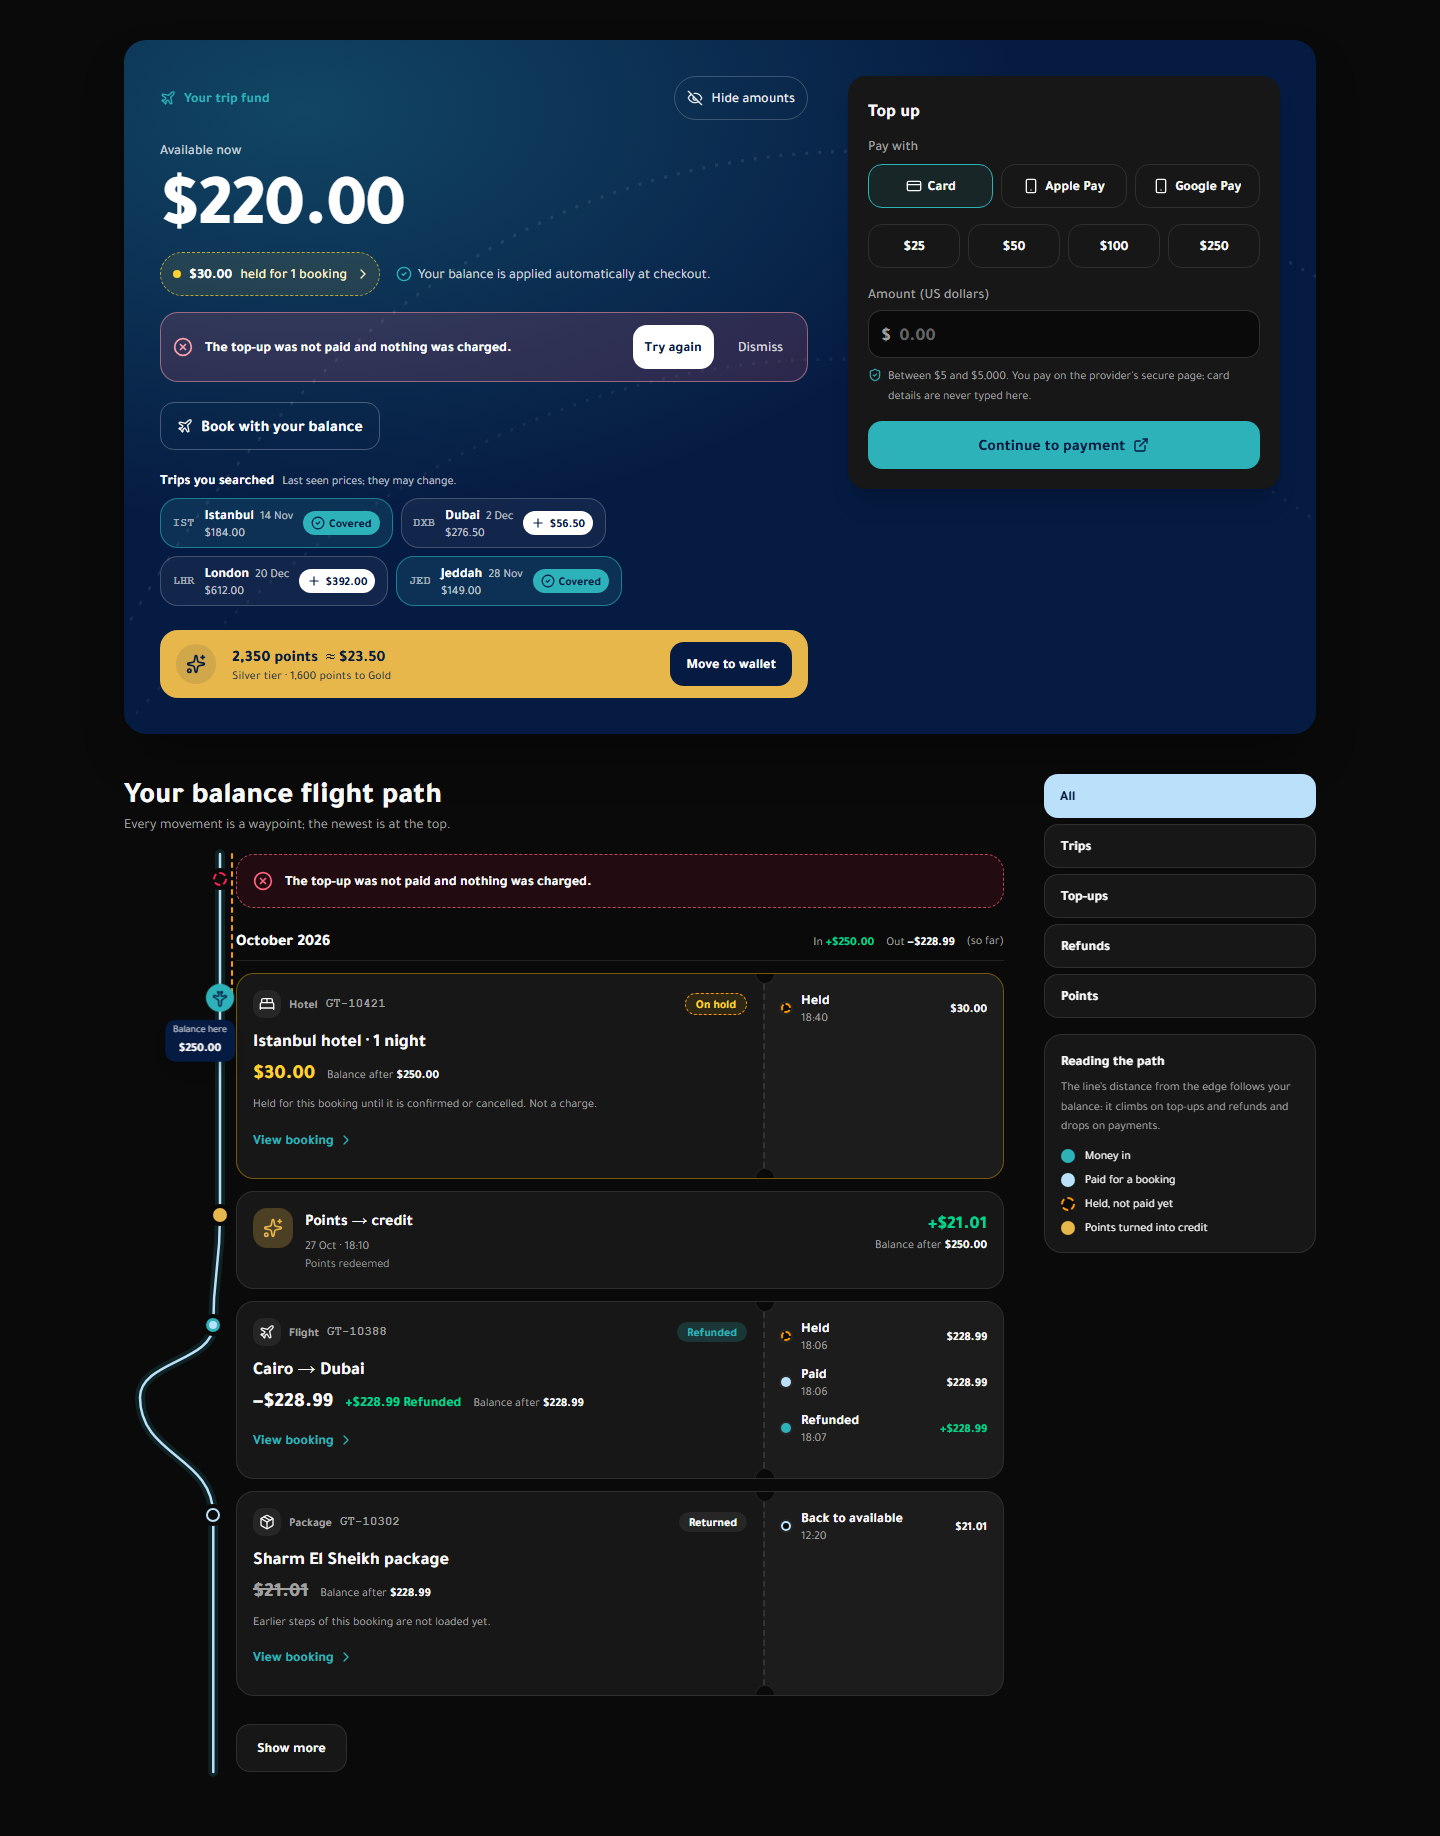 Your trip fund
Hide amounts
Available now
$220.00
$30.00 held for 1 booking
Your balance is applied automatically at checkout.
The top-up was not paid and nothing was charged.
Try again
Dismiss
Book with your balance
Trips you searched Last seen prices; they may change.
IST Istanbul 14 Nov
$184.00
Covered
DXB Dubai 2 Dec
$276.50
+ $56.50
LHR London 20 Dec
$612.00
+ $392.00
JED Jeddah 28 Nov
$149.00
Covered
2,350 points ≈ $23.50
Silver tier · 1,600 points to Gold
Move to wallet
Top up
Pay with
Card
Apple Pay
Google Pay
$25
$50
$100
$250
Amount (US dollars)
$ 0.00
Between $5 and $5,000. You pay on the provider's secure page; card
details are never typed here.
Continue to payment
Your balance flight path
Every movement is a waypoint; the newest is at the top.
The top-up was not paid and nothing was charged.
October 2026
In +$250.00 Out −$228.99 (so far)
Balance here
$250.00
Hotel GT-10421
On hold
Istanbul hotel · 1 night
$30.00 Balance after $250.00
Held for this booking until it is confirmed or cancelled. Not a charge.
View booking
Held
18:40
$30.00
Points → credit
27 Oct · 18:10
Points redeemed
+$21.01
Balance after $250.00
Flight GT-10388
Refunded
Cairo → Dubai
−$228.99 +$228.99 Refunded Balance after $228.99
View booking
Held
18:06
$228.99
Paid
18:06
$228.99
Refunded
18:07
+$228.99
Package GT-10302
Returned
Sharm El Sheikh package
$21.01 Balance after $228.99
Earlier steps of this booking are not loaded yet.
View booking
Back to available
12:20
$21.01
Show more
All
Trips
Top-ups
Refunds
Points
Reading the path
The line's distance from the edge follows your
balance: it climbs on top-ups and refunds and
drops on payments.
Money in
Paid for a booking
Held, not paid yet
Points turned into credit